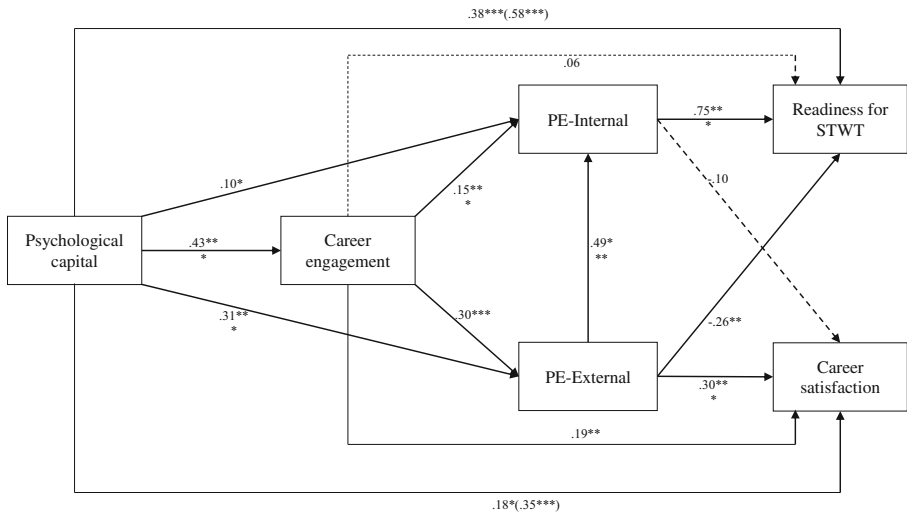 .38***(.58***)
.06
PE-Internal
.75**
*
Readiness for
STWT
.10*
.15**
*
-.10
Psychological
capital
.43**
*
Career
engagement
.49*
**
.31**
*
.30***
-.26**
PE-External
.30**
*
Career
satisfaction
.19**
.18*(.35***)